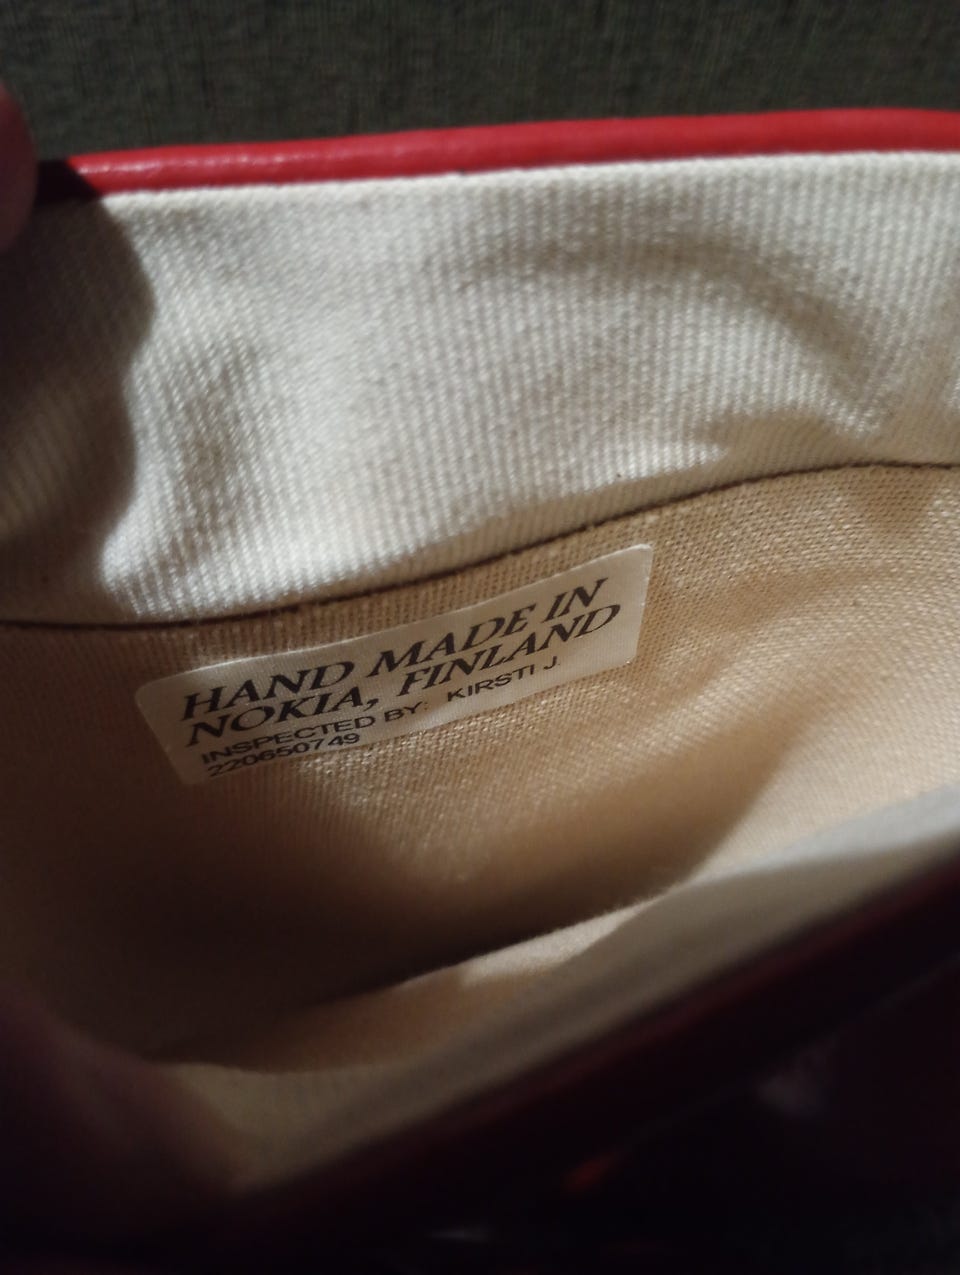 HAND MADE IN
NOKIA, FINLAND
INSPECTED BY: KIRSTI J.
220650749